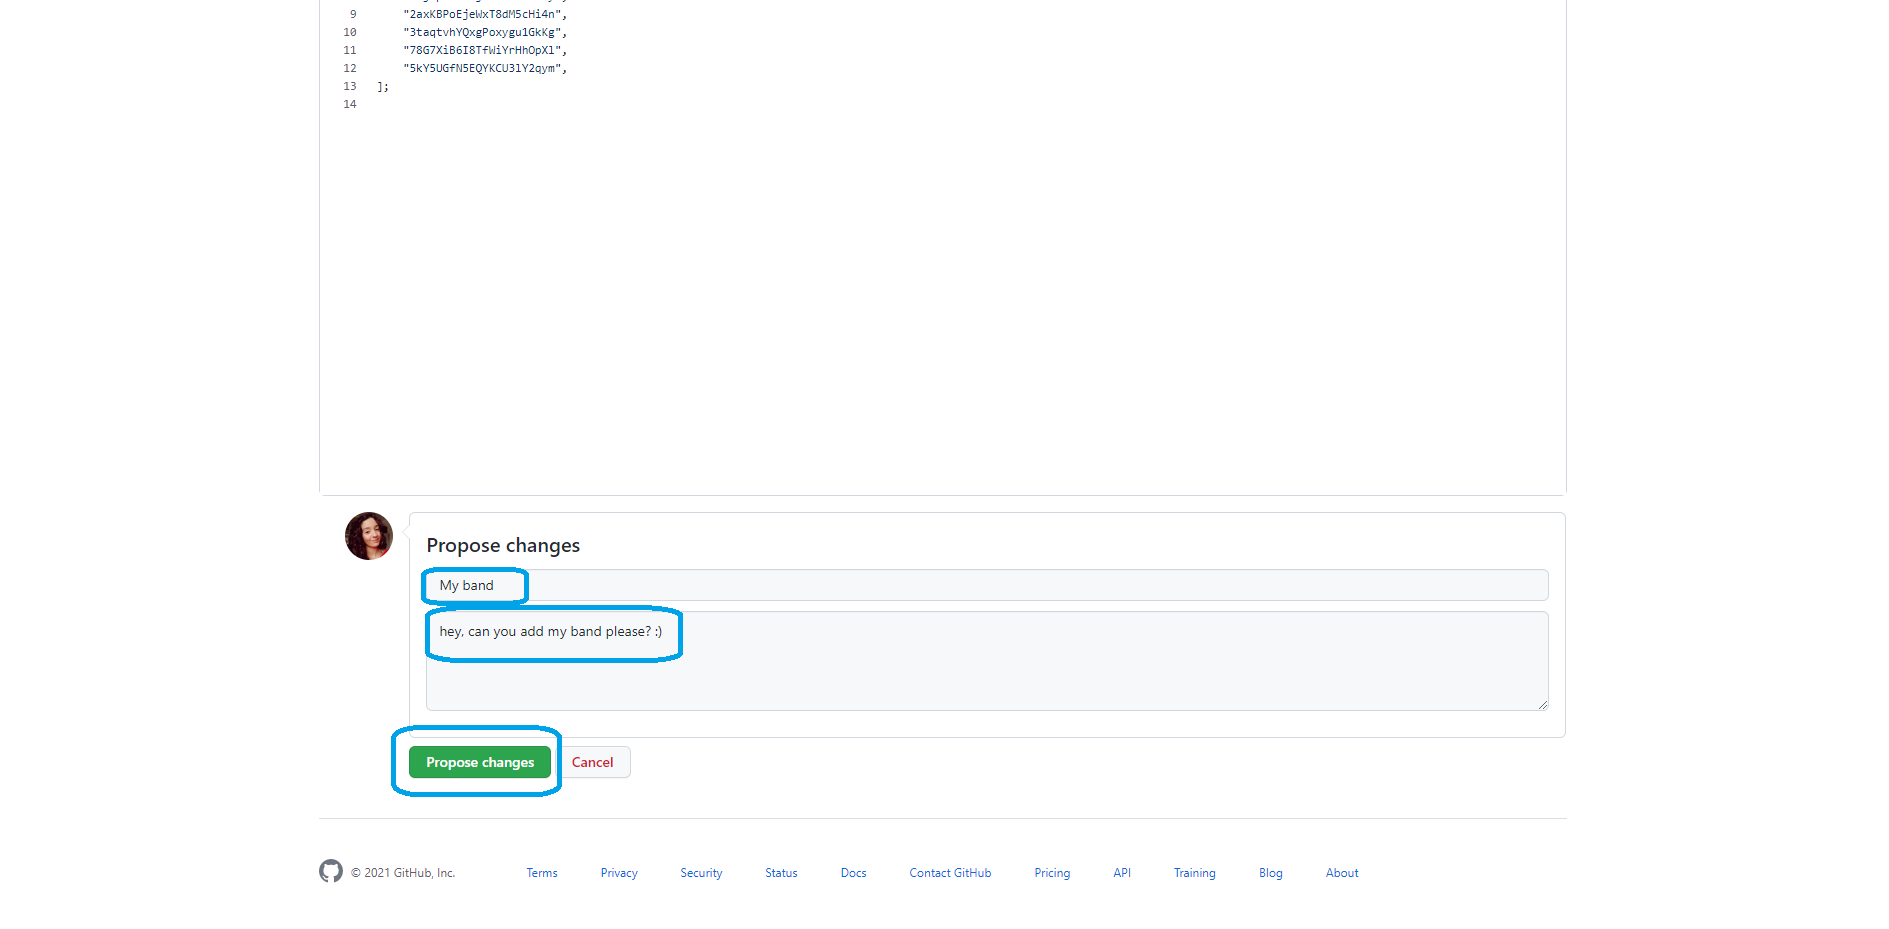 9 "2axKBPoEjeWxT8dM5cHi4n",
10 "3taqtvhYQxgPoxygu1GkKg",
11 "78G7XiB6I8TfWiYrHhOpXl",
12 "5kY5UGfN5EQYKCU3lY2qym",
13 ];
14
Propose changes
My band
hey, can you add my band please? :)
Propose changes Cancel
© 2021 GitHub, Inc. Terms Privacy Security Status Docs Contact GitHub Pricing API Training Blog About